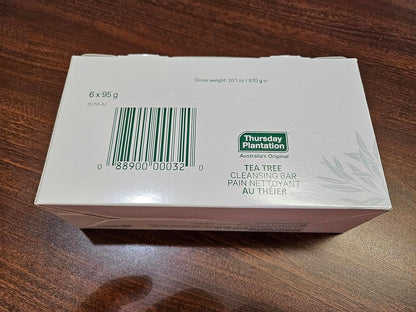 Gross weight: 20.1 oz / 570 g ℮
6 x 95 g
0 88900 00032 0
Thursday
Plantation
Australia's Original
TEA TREE
CLEANSING BAR
PAIN NETTOYANT
AU THÉIER